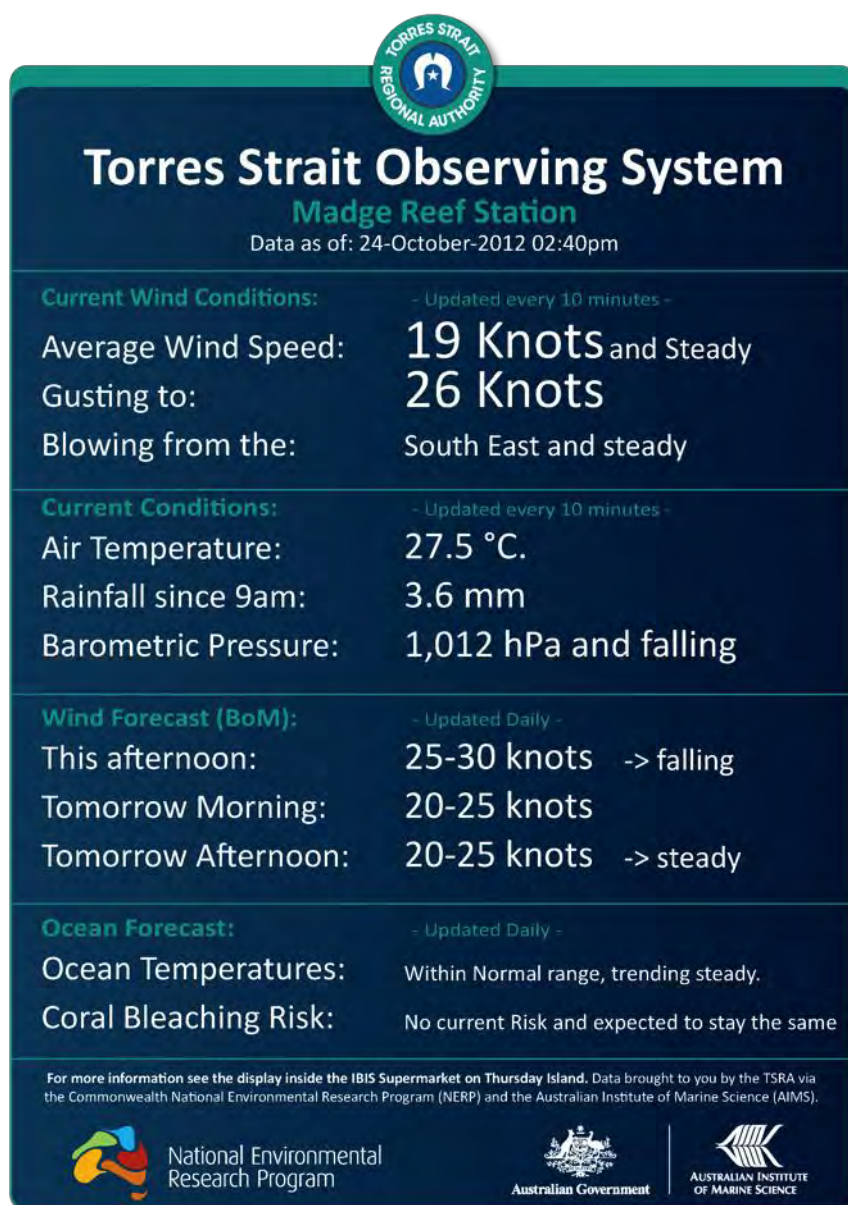 TORRES STRAIT
REGIONAL AUTHORITY
Torres Strait Observing System
Madge Reef Station
Data as of: 24-October-2012 02:40pm
Current Wind Conditions: - Updated every 10 minutes -
Average Wind Speed: 19 Knots and Steady
Gusting to: 26 Knots
Blowing from the: South East and steady
Current Conditions: - Updated every 10 minutes -
Air Temperature: 27.5 °C.
Rainfall since 9am: 3.6 mm
Barometric Pressure: 1,012 hPa and falling
Wind Forecast (BoM): - Updated Daily -
This afternoon: 25-30 knots -> falling
Tomorrow Morning: 20-25 knots
Tomorrow Afternoon: 20-25 knots -> steady
Ocean Forecast: - Updated Daily -
Ocean Temperatures: Within Normal range, trending steady.
Coral Bleaching Risk: No current Risk and expected to stay the same
For more information see the display inside the IBIS Supermarket on Thursday Island. Data brought to you by the TSRA via
the Commonwealth National Environmental Research Program (NERP) and the Australian Institute of Marine Science (AIMS).
National Environmental
Research Program
Australian Government
AUSTRALIAN INSTITUTE
OF MARINE SCIENCE